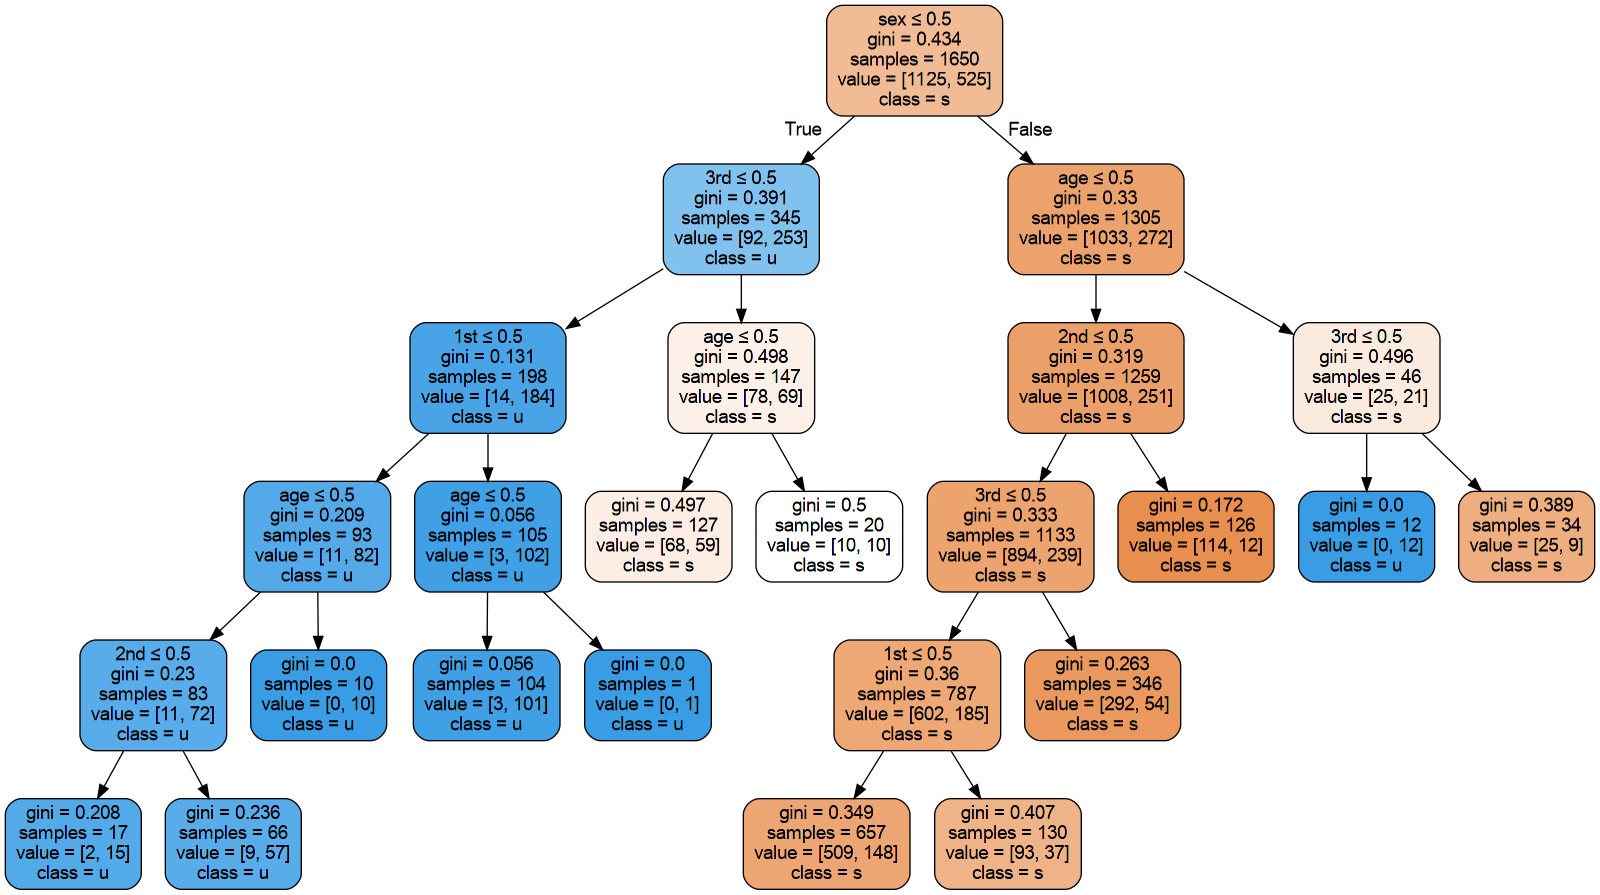 sex ≤ 0.5
gini = 0.434
samples = 1650
value = [1125, 525]
class = s
True
False
3rd ≤ 0.5
gini = 0.391
samples = 345
value = [92, 253]
class = u
age ≤ 0.5
gini = 0.33
samples = 1305
value = [1033, 272]
class = s
1st ≤ 0.5
gini = 0.131
samples = 198
value = [14, 184]
class = u
age ≤ 0.5
gini = 0.498
samples = 147
value = [78, 69]
class = s
2nd ≤ 0.5
gini = 0.319
samples = 1259
value = [1008, 251]
class = s
3rd ≤ 0.5
gini = 0.496
samples = 46
value = [25, 21]
class = s
age ≤ 0.5
gini = 0.209
samples = 93
value = [11, 82]
class = u
age ≤ 0.5
gini = 0.056
samples = 105
value = [3, 102]
class = u
gini = 0.497
samples = 127
value = [68, 59]
class = s
gini = 0.5
samples = 20
value = [10, 10]
class = s
3rd ≤ 0.5
gini = 0.333
samples = 1133
value = [894, 239]
class = s
gini = 0.172
samples = 126
value = [114, 12]
class = s
gini = 0.0
samples = 12
value = [0, 12]
class = u
gini = 0.389
samples = 34
value = [25, 9]
class = s
2nd ≤ 0.5
gini = 0.23
samples = 83
value = [11, 72]
class = u
gini = 0.0
samples = 10
value = [0, 10]
class = u
gini = 0.056
samples = 104
value = [3, 101]
class = u
gini = 0.0
samples = 1
value = [0, 1]
class = u
1st ≤ 0.5
gini = 0.36
samples = 787
value = [602, 185]
class = s
gini = 0.263
samples = 346
value = [292, 54]
class = s
gini = 0.208
samples = 17
value = [2, 15]
class = u
gini = 0.236
samples = 66
value = [9, 57]
class = u
gini = 0.349
samples = 657
value = [509, 148]
class = s
gini = 0.407
samples = 130
value = [93, 37]
class = s